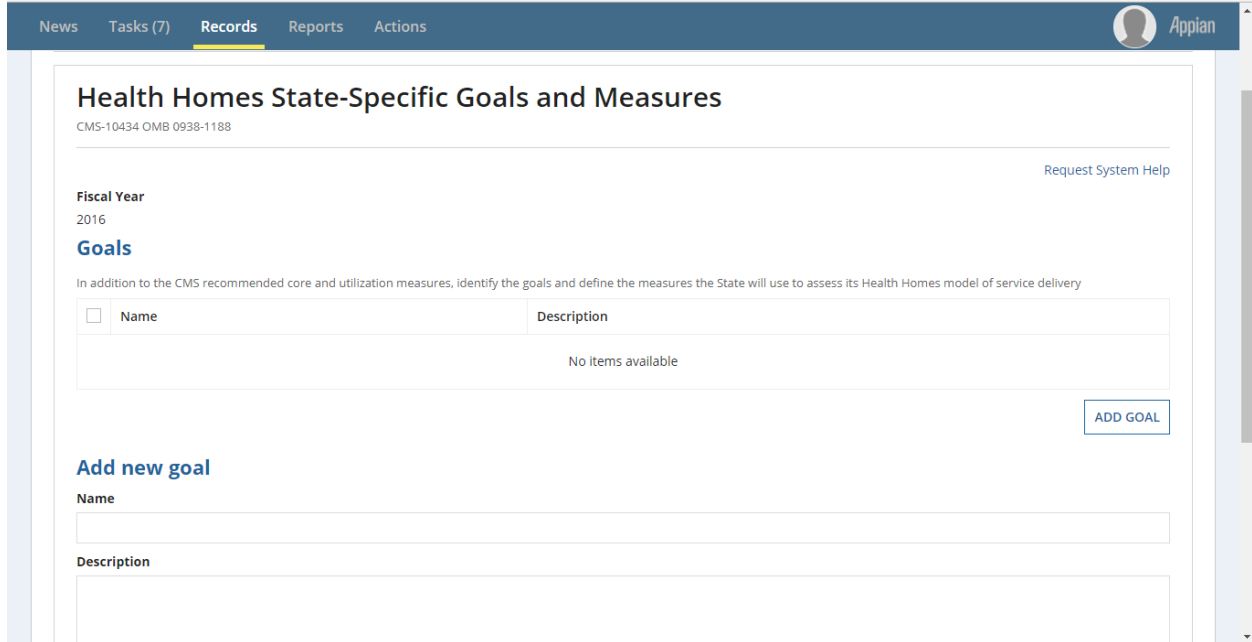 News Tasks (7) Records Reports Actions Appian
Health Homes State-Specific Goals and Measures
CMS-10434 OMB 0938-1188
Request System Help
Fiscal Year
2016
Goals
In addition to the CMS recommended core and utilization measures, identify the goals and define the measures the State will use to assess its Health Homes model of service delivery
Name Description
No items available
ADD GOAL
Add new goal
Name
Description